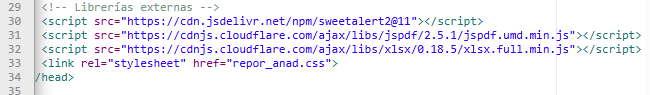 29 <!-- Librerías externas -->
30 <script src="https://cdn.jsdelivr.net/npm/sweetalert2@11"></script>
31 <script src="https://cdnjs.cloudflare.com/ajax/libs/jspdf/2.5.1/jspdf.umd.min.js"></script>
32 <script src="https://cdnjs.cloudflare.com/ajax/libs/xlsx/0.18.5/xlsx.full.min.js"></script>
33 <link rel="stylesheet" href="repor_anad.css">
34 /head>
35